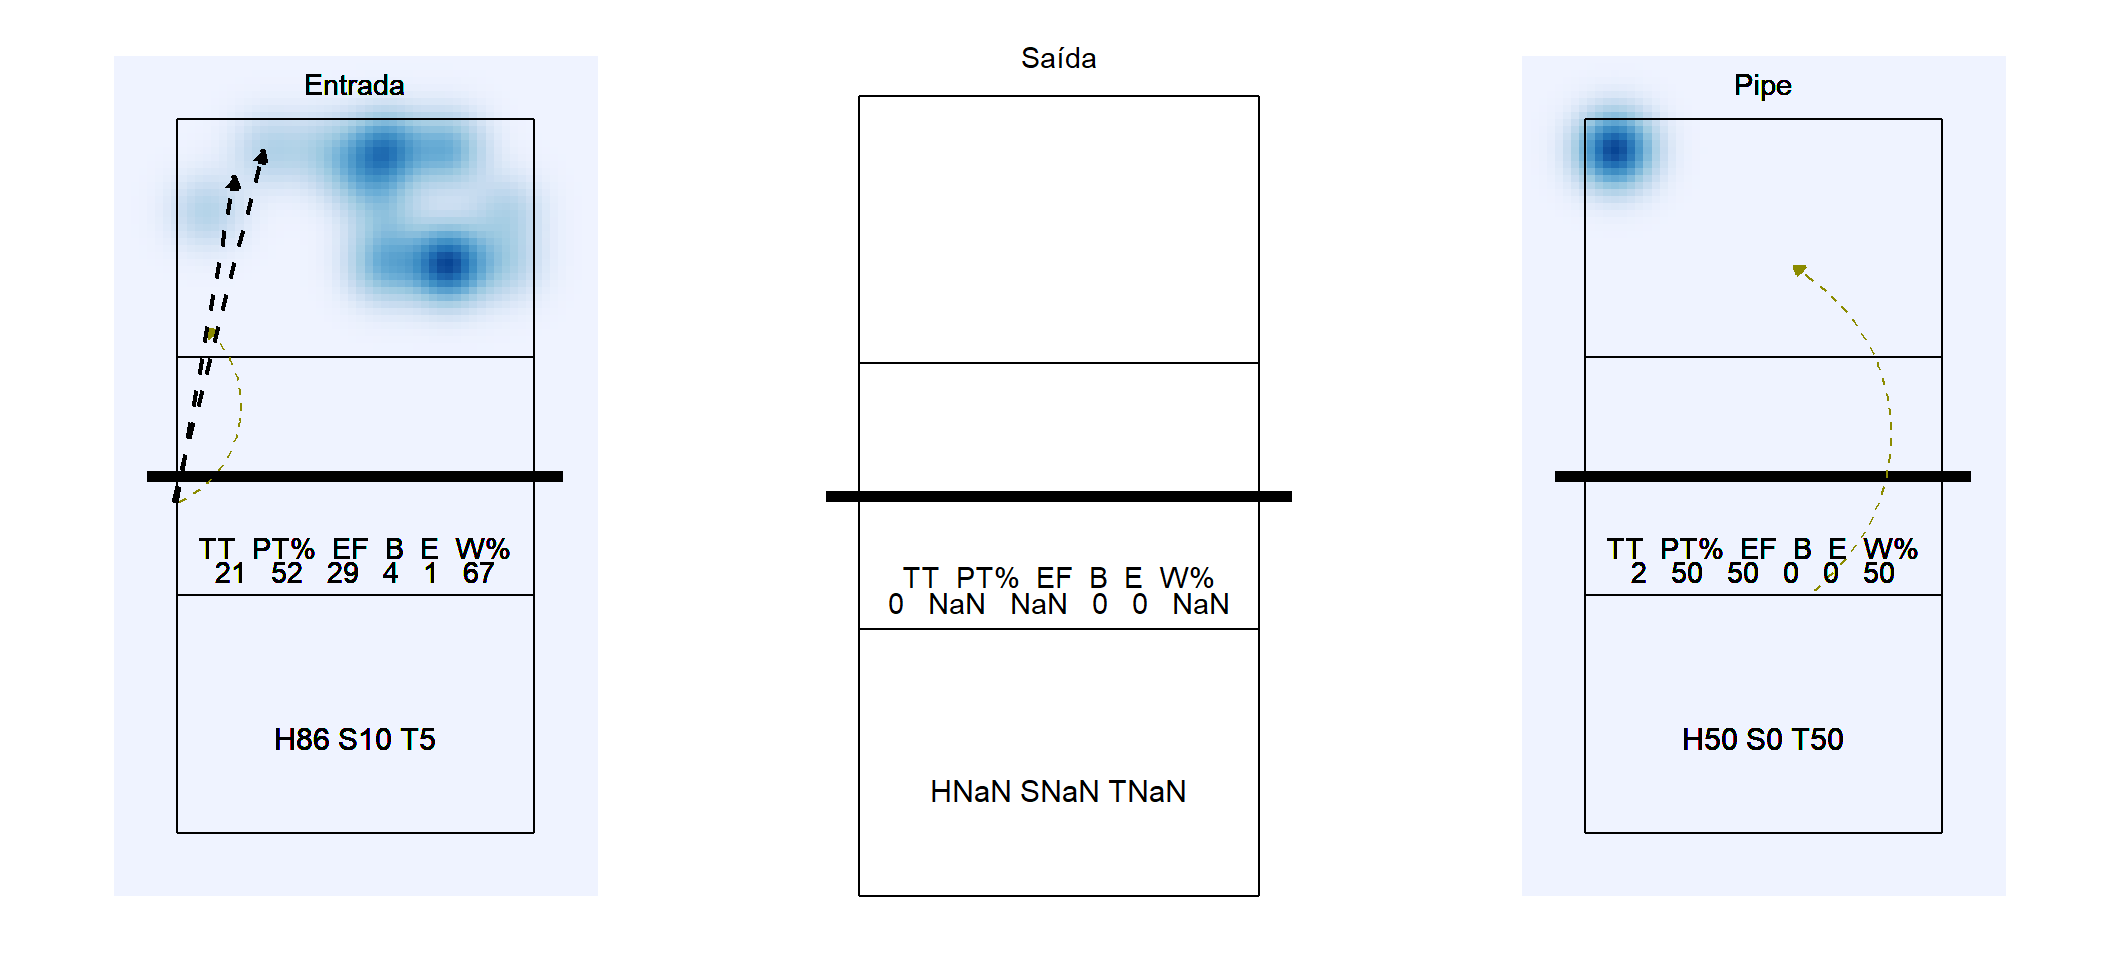 Entrada
TT PT% EF B E W%
21 52 29 4 1 67
H86 S10 T5
Saída
TT PT% EF B E W%
0 NaN NaN 0 0 NaN
HNaN SNaN TNaN
Pipe
TT PT% EF B E W%
2 50 50 0 0 50
H50 S0 T50